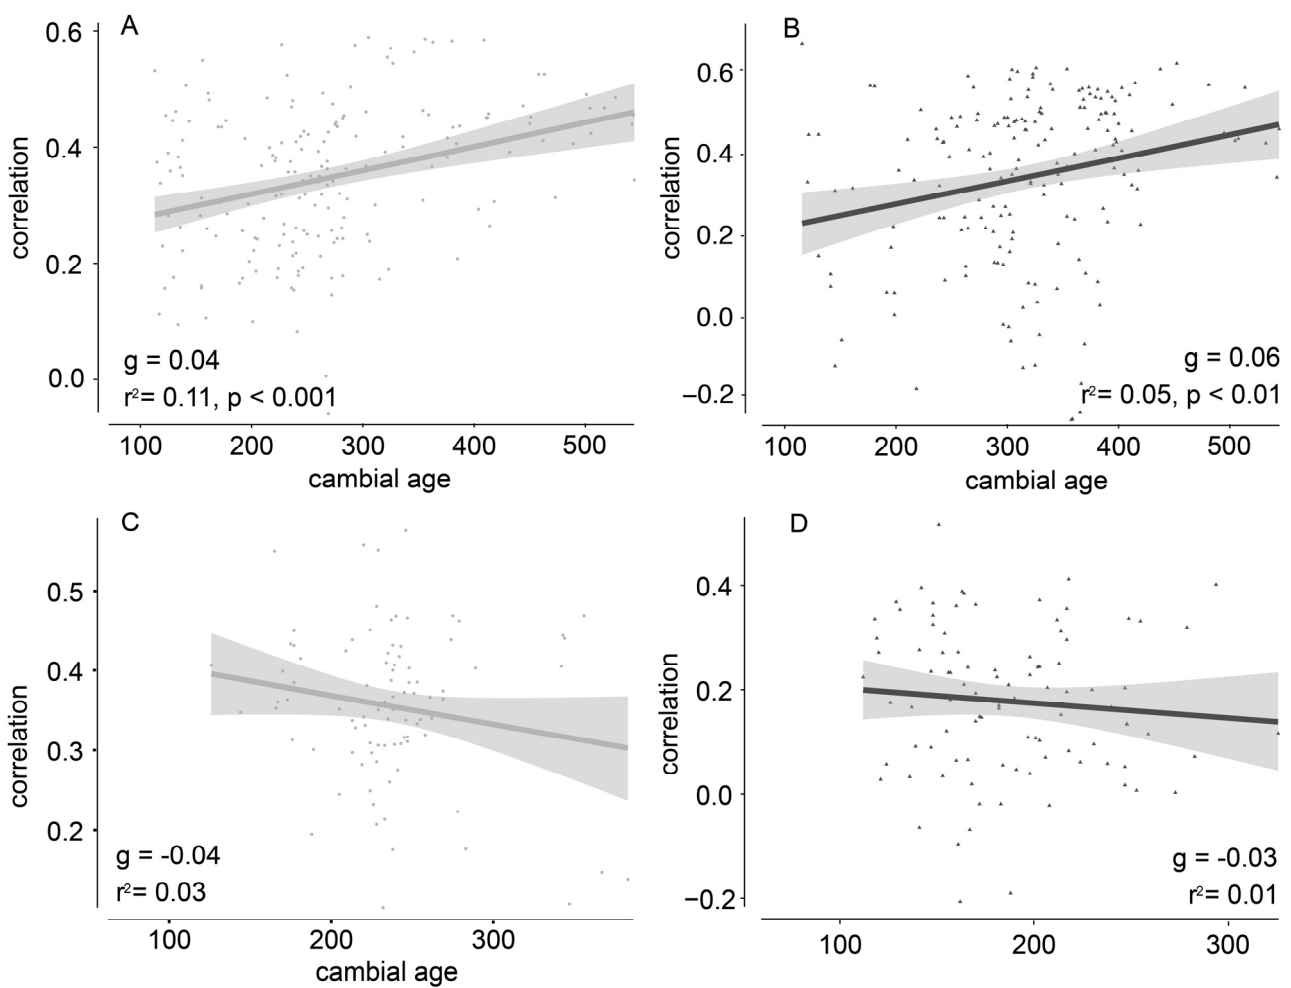 A
0.6
0.4
0.2
0.0
correlation
g = 0.04
r²= 0.11, p < 0.001
100 200 300 400 500
cambial age
B
0.6
0.4
0.2
0.0
−0.2
correlation
g = 0.06
r²= 0.05, p < 0.01
100 200 300 400 500
cambial age
C
0.5
0.4
0.3
0.2
correlation
g = -0.04
r²= 0.03
100 200 300
cambial age
D
0.4
0.2
0.0
−0.2
correlation
g = -0.03
r²= 0.01
100 200 300